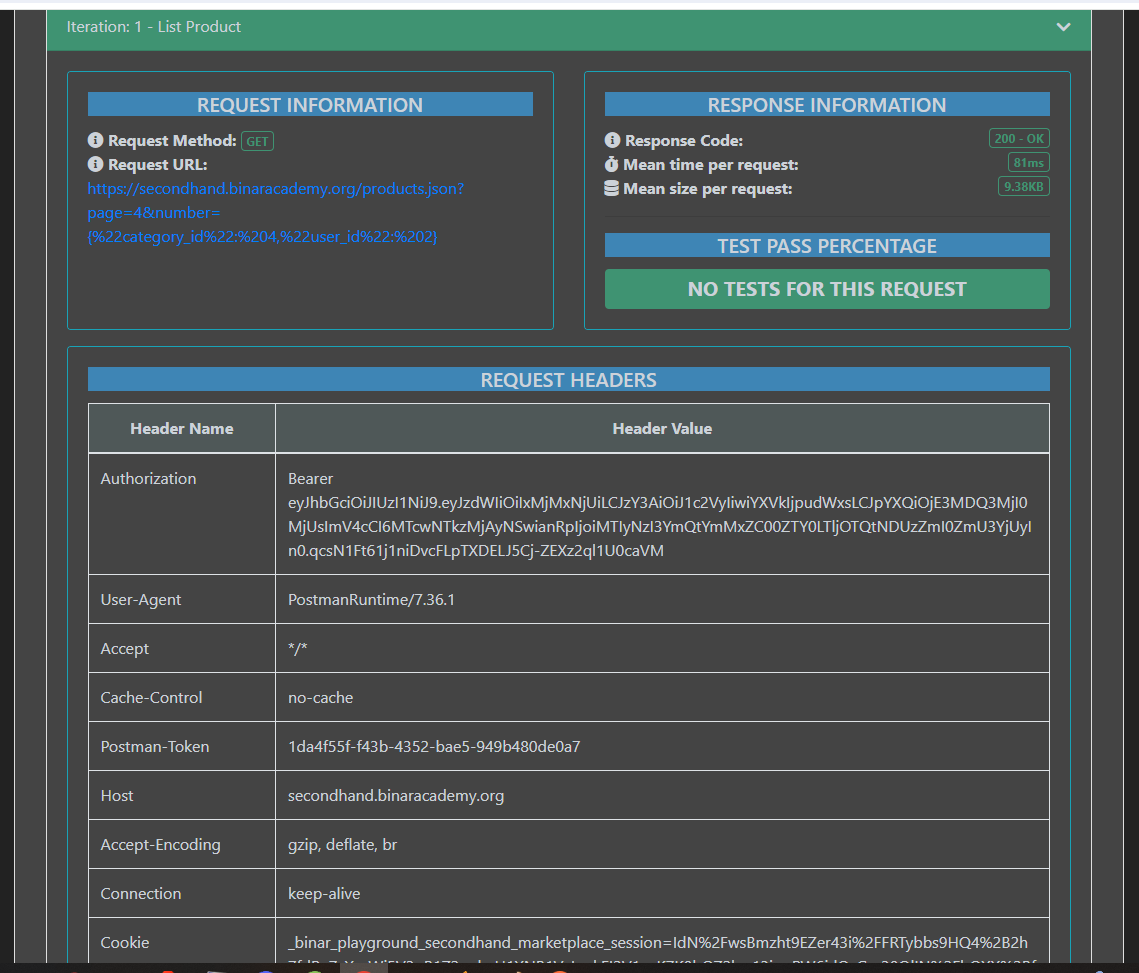 Iteration: 1 - List Product
REQUEST INFORMATION
Request Method: GET
Request URL:
https://secondhand.binaracademy.org/products.json?
page=4&number=
{%22category_id%22:%204,%22user_id%22:%202}
RESPONSE INFORMATION
Response Code: 200 - OK
Mean time per request: 81ms
Mean size per request: 9.38KB
TEST PASS PERCENTAGE
NO TESTS FOR THIS REQUEST
REQUEST HEADERS
Header Name Header Value
Authorization Bearer
eyJhbGciOiJIUzI1NiJ9.eyJzdWIiOiIxMjMxNjUiLCJzY3AiOiJ1c2VyIiwiYXVkIjpudWxsLCJpYXQiOjE3MDQ3MjI0
MjUsImV4cCI6MTcwNTkzMjAyNSwianRpIjoiMTIyNzI3YmQtYmMxZC00ZTY0LTljOTQtNDUzZmI0ZmU3YjUyI
n0.qcsN1Ft61j1niDvcFLpTXDELJ5Cj-ZEXz2ql1U0caVM
User-Agent PostmanRuntime/7.36.1
Accept */*
Cache-Control no-cache
Postman-Token 1da4f55f-f43b-4352-bae5-949b480de0a7
Host secondhand.binaracademy.org
Accept-Encoding gzip, deflate, br
Connection keep-alive
Cookie _binar_playground_secondhand_marketplace_session=IdN%2FwsBmzht9EZer43i%2FFRTybbs9HQ4%2B2h